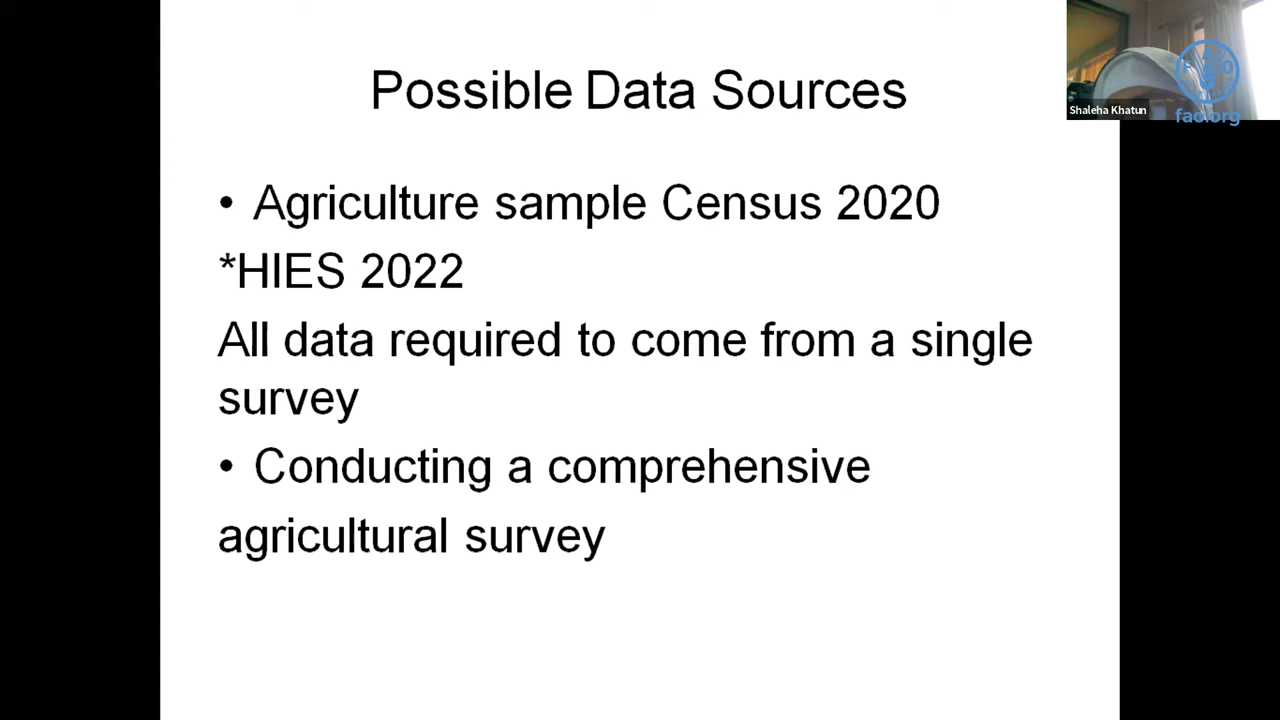 Possible Data Sources
• Agriculture sample Census 2020
*HIES 2022
All data required to come from a single
survey
• Conducting a comprehensive
agricultural survey
Shaleha Khatun
F A O
fao.org